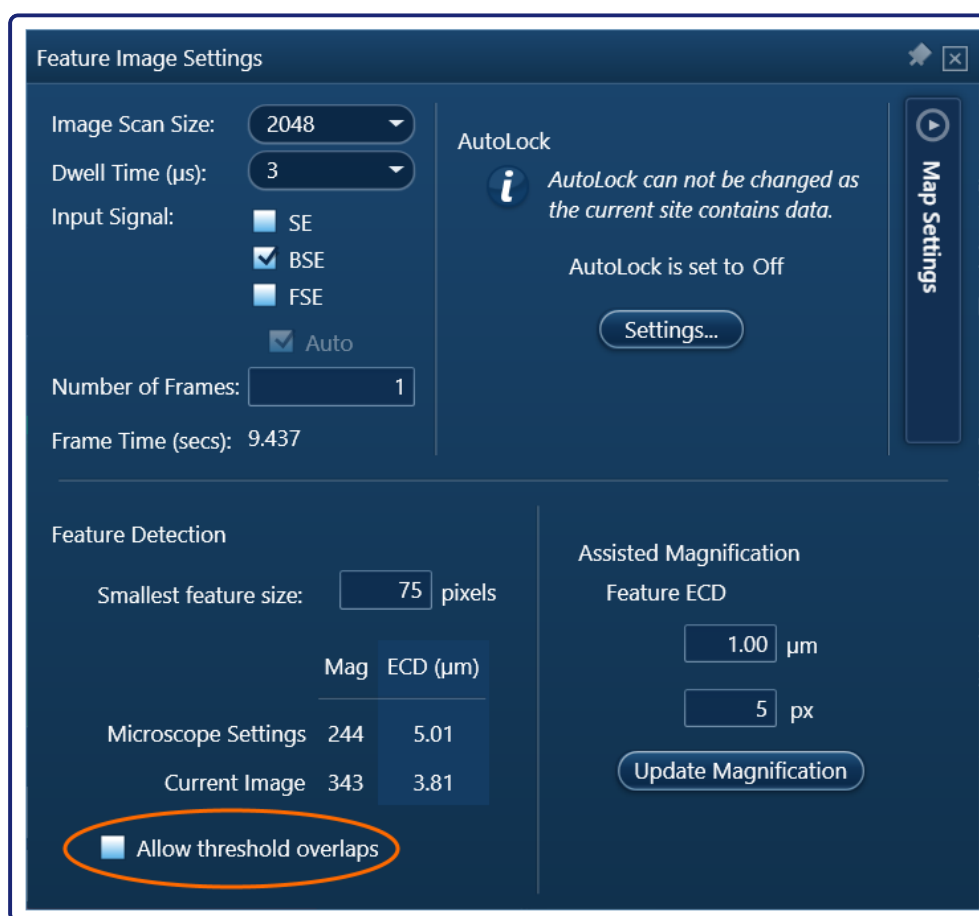 Feature Image Settings
Image Scan Size: 2048
Dwell Time (μs): 3
Input Signal: SE
BSE
FSE
Auto
Number of Frames: 1
Frame Time (secs): 9.437
AutoLock
i AutoLock can not be changed as
the current site contains data.
AutoLock is set to Off
Settings...
Map Settings
Feature Detection
Smallest feature size: 75 pixels
Mag ECD (μm)
Microscope Settings 244 5.01
Current Image 343 3.81
Allow threshold overlaps
Assisted Magnification
Feature ECD
1.00 μm
5 px
Update Magnification